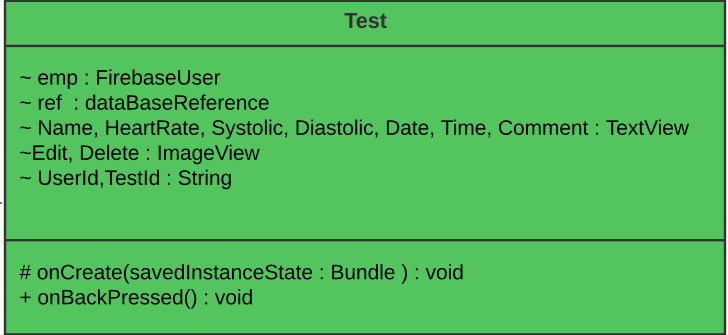 Test
~ emp : FirebaseUser
~ ref  : dataBaseReference
~ Name, HeartRate, Systolic, Diastolic, Date, Time, Comment : TextView
~Edit, Delete : ImageView
~ UserId,TestId : String
# onCreate(savedInstanceState : Bundle ) : void
+ onBackPressed() : void